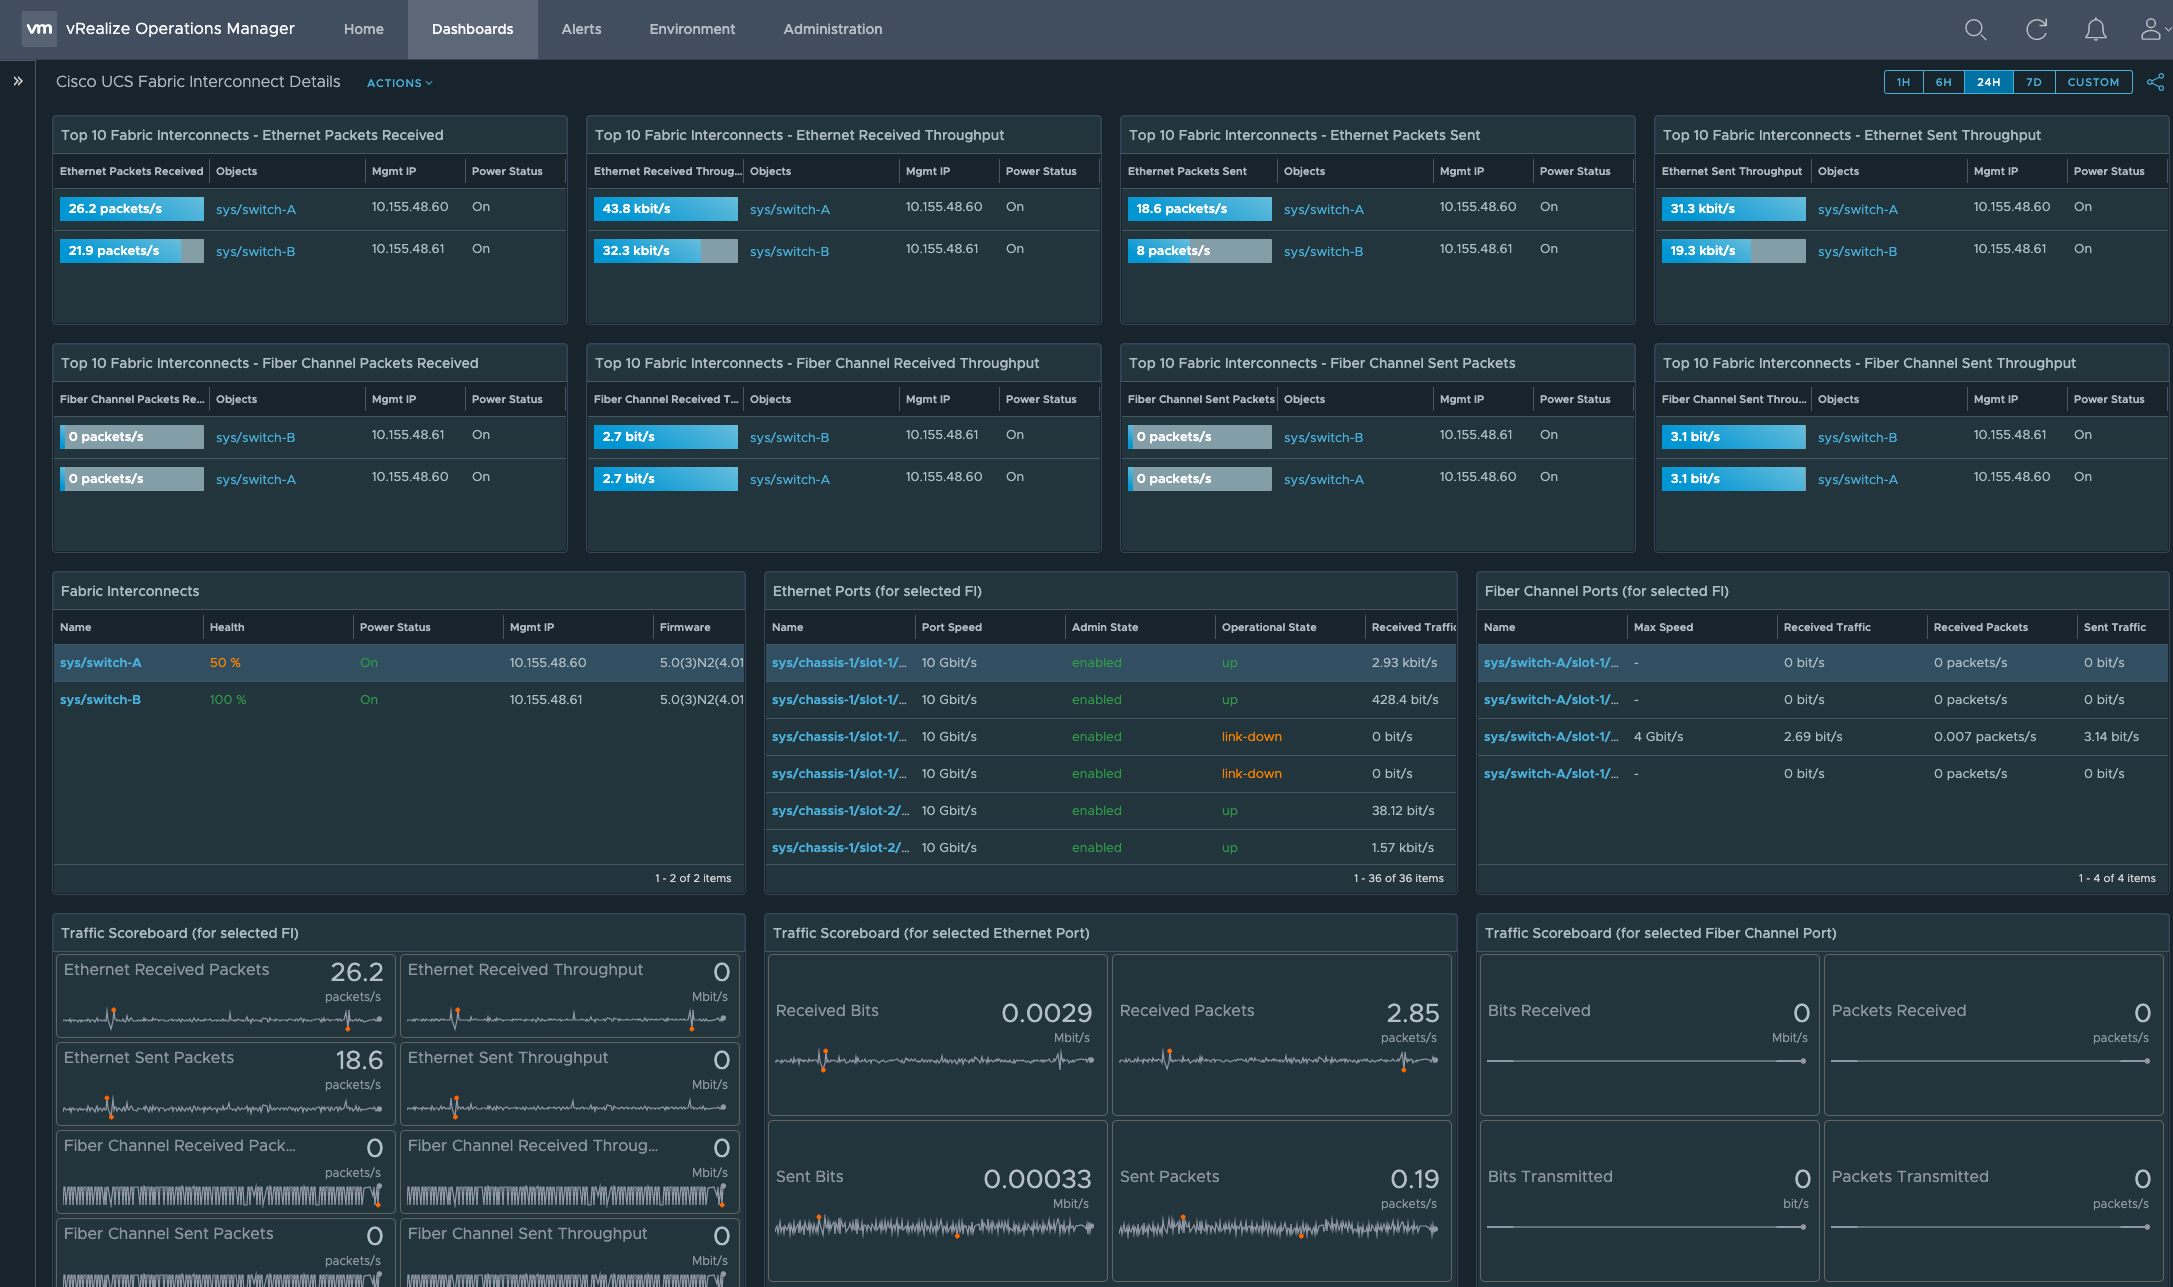 vm vRealize Operations Manager Home Dashboards Alerts Environment Administration
Cisco UCS Fabric Interconnect Details ACTIONS 1H 6H 24H 7D CUSTOM
Top 10 Fabric Interconnects - Ethernet Packets Received
Ethernet Packets Received Objects Mgmt IP Power Status
26.2 packets/s sys/switch-A 10.155.48.60 On
21.9 packets/s sys/switch-B 10.155.48.61 On
Top 10 Fabric Interconnects - Ethernet Received Throughput
Ethernet Received Throug... Objects Mgmt IP Power Status
43.8 kbit/s sys/switch-A 10.155.48.60 On
32.3 kbit/s sys/switch-B 10.155.48.61 On
Top 10 Fabric Interconnects - Ethernet Packets Sent
Ethernet Packets Sent Objects Mgmt IP Power Status
18.6 packets/s sys/switch-A 10.155.48.60 On
8 packets/s sys/switch-B 10.155.48.61 On
Top 10 Fabric Interconnects - Ethernet Sent Throughput
Ethernet Sent Throughput Objects Mgmt IP Power Status
31.3 kbit/s sys/switch-A 10.155.48.60 On
19.3 kbit/s sys/switch-B 10.155.48.61 On
Top 10 Fabric Interconnects - Fiber Channel Packets Received
Fiber Channel Packets Re... Objects Mgmt IP Power Status
0 packets/s sys/switch-B 10.155.48.61 On
0 packets/s sys/switch-A 10.155.48.60 On
Top 10 Fabric Interconnects - Fiber Channel Received Throughput
Fiber Channel Received T... Objects Mgmt IP Power Status
2.7 bit/s sys/switch-B 10.155.48.61 On
2.7 bit/s sys/switch-A 10.155.48.60 On
Top 10 Fabric Interconnects - Fiber Channel Sent Packets
Fiber Channel Sent Packets Objects Mgmt IP Power Status
0 packets/s sys/switch-B 10.155.48.61 On
0 packets/s sys/switch-A 10.155.48.60 On
Top 10 Fabric Interconnects - Fiber Channel Sent Throughput
Fiber Channel Sent Throu... Objects Mgmt IP Power Status
3.1 bit/s sys/switch-B 10.155.48.61 On
3.1 bit/s sys/switch-A 10.155.48.60 On
Fabric Interconnects
Name Health Power Status Mgmt IP Firmware
sys/switch-A 50 % On 10.155.48.60 5.0(3)N2(4.01
sys/switch-B 100 % On 10.155.48.61 5.0(3)N2(4.01
1 - 2 of 2 items
Ethernet Ports (for selected FI)
Name Port Speed Admin State Operational State Received Traffic
sys/chassis-1/slot-1/... 10 Gbit/s enabled up 2.93 kbit/s
sys/chassis-1/slot-1/... 10 Gbit/s enabled up 428.4 bit/s
sys/chassis-1/slot-1/... 10 Gbit/s enabled link-down 0 bit/s
sys/chassis-1/slot-1/... 10 Gbit/s enabled link-down 0 bit/s
sys/chassis-1/slot-2/... 10 Gbit/s enabled up 38.12 bit/s
sys/chassis-1/slot-2/... 10 Gbit/s enabled up 1.57 kbit/s
1 - 36 of 36 items
Fiber Channel Ports (for selected FI)
Name Max Speed Received Traffic Received Packets Sent Traffic
sys/switch-A/slot-1/... - 0 bit/s 0 packets/s 0 bit/s
sys/switch-A/slot-1/... - 0 bit/s 0 packets/s 0 bit/s
sys/switch-A/slot-1/... 4 Gbit/s 2.69 bit/s 0.007 packets/s 3.14 bit/s
sys/switch-A/slot-1/... - 0 bit/s 0 packets/s 0 bit/s
1 - 4 of 4 items
Traffic Scoreboard (for selected FI)
Ethernet Received Packets 26.2
packets/s
Ethernet Received Throughput 0
Mbit/s
Ethernet Sent Packets 18.6
packets/s
Ethernet Sent Throughput 0
Mbit/s
Fiber Channel Received Pack... 0
packets/s
Fiber Channel Received Throug... 0
Mbit/s
Fiber Channel Sent Packets 0
packets/s
Fiber Channel Sent Throughput 0
Mbit/s
Traffic Scoreboard (for selected Ethernet Port)
Received Bits 0.0029
Mbit/s
Received Packets 2.85
packets/s
Sent Bits 0.00033
Mbit/s
Sent Packets 0.19
packets/s
Traffic Scoreboard (for selected Fiber Channel Port)
Bits Received 0
Mbit/s
Packets Received 0
packets/s
Bits Transmitted 0
bit/s
Packets Transmitted 0
packets/s